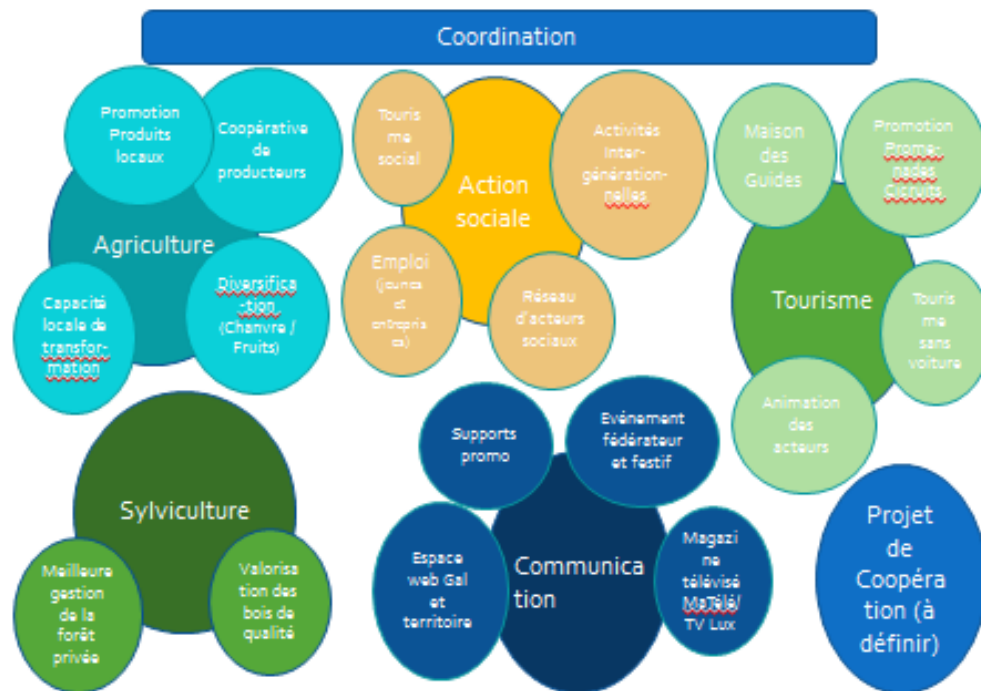 Coordination
Promotion
Produits
locaux
Coopérative
de
producteurs
Agriculture
Capacité
locale de
transfor-
mation
Diversifica
-tion
(Chanvre /
Fruits)
Touris
me
social
Activités
Inter-
génération-
nelles
Action
sociale
Emploi
(jeunes
et
entrepris
es)
Réseau
d'acteurs
sociaux
Maison
des
Guides
Promotion
Prome-
nades
Cicruits
Tourisme
Touris
me sans
voiture
Animation
des
acteurs
Sylviculture
Meilleure
gestion
de la
forêt
privée
Valorisa
tion des
bois de
qualité
Supports
promo
Evénement
fédérateur
et festif
Espace
web Gal
et
territoire
Communica
tion
Magazi
ne
télévisé
MaTélé/
TV Lux
Projet
de
Coopéra
tion (à
définir)